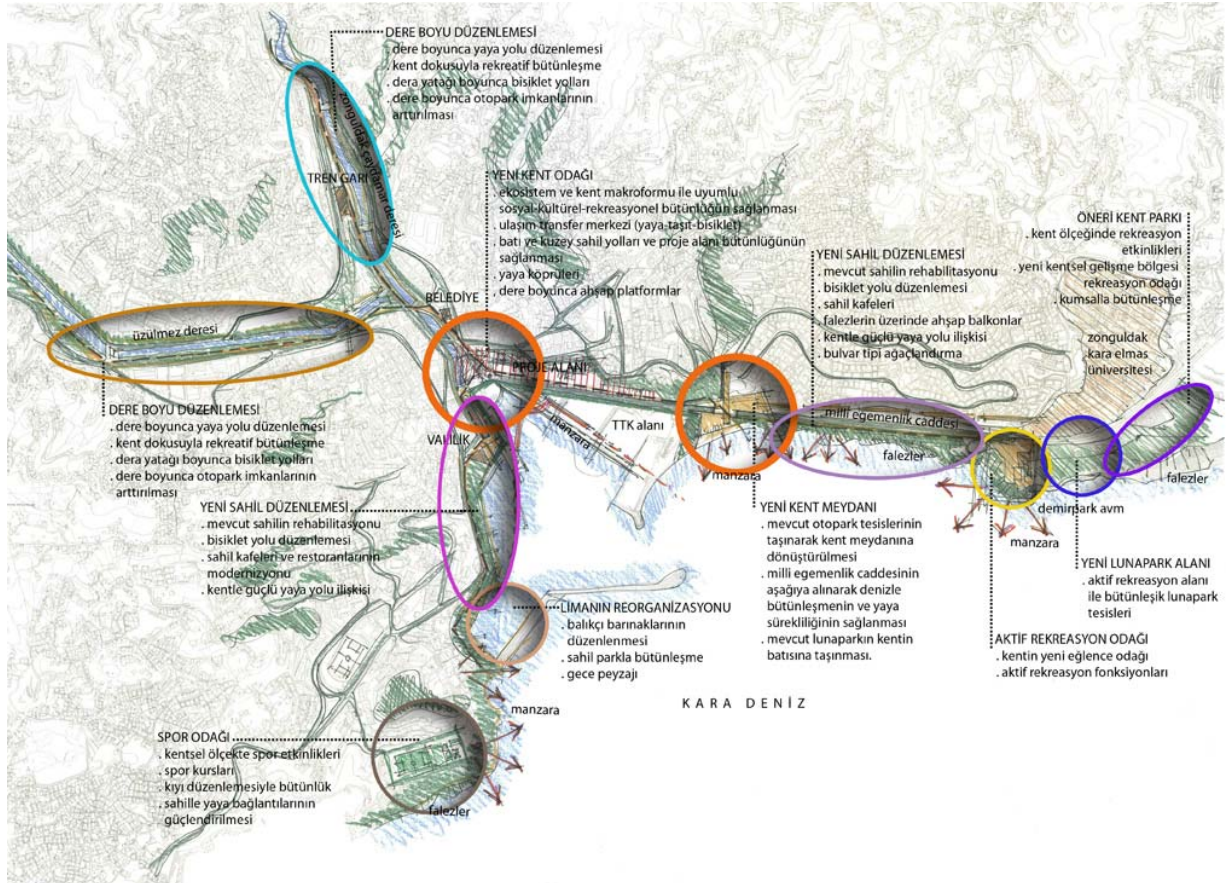 DERE BOYU DÜZENLEMESİ
. dere boyunca yaya yolu düzenlemesi
. kent dokusuyla rekreatif bütünleşme
. dera yatağı boyunca bisiklet yolları
. dere boyunca otopark imkanlarının
arttırılması
zonguldak çaydamar deresi
TREN GARI
YENİ KENT ODAĞI
. ekosistem ve kent makroformu ile uyumlu
sosyal-kültürel-rekreasyonel bütünlüğün sağlanması
. ulaşım transfer merkezi (yaya-taşıt-bisiklet)
. batı ve kuzey sahil yolları ve proje alanı bütünlüğünün
sağlanması
. yaya köprüleri
. dere boyunca ahşap platformlar
ÖNERİ KENT PARKI
. kent ölçeğinde rekreasyon
etkinlikleri
. yeni kentsel gelişme bölgesi
rekreasyon odağı
. kumsalla bütünleşme
YENİ SAHİL DÜZENLEMESİ
. mevcut sahilin rehabilitasyonu
. bisiklet yolu düzenlemesi
. sahil kafeleri
. falezlerin üzerinde ahşap balkonlar
. kentle güçlü yaya yolu ilişkisi
. bulvar tipi ağaçlandırma
BELEDİYE
üzülmez deresi
PROJE ALANI
zonguldak
kara elmas
üniversitesi
DERE BOYU DÜZENLEMESİ
. dere boyunca yaya yolu düzenlemesi
. kent dokusuyla rekreatif bütünleşme
. dera yatağı boyunca bisiklet yolları
. dere boyunca otopark imkanlarının
arttırılması
VALİLİK
manzara
TTK alanı
milli egemenlik caddesi
falezler
manzara
falezler
demirpark avm
manzara
YENİ SAHİL DÜZENLEMESİ
. mevcut sahilin rehabilitasyonu
. bisiklet yolu düzenlemesi
. sahil kafeleri ve restoranlarının
modernizyonu
. kentle güçlü yaya yolu ilişkisi
YENİ KENT MEYDANI
. mevcut otopark tesislerinin
taşınarak kent meydanına
dönüştürülmesi
. milli egemenlik caddesinin
aşağıya alınarak denizle
bütünleşmenin ve yaya
sürekliliğinin sağlanması
. mevcut lunaparkın kentin
batısına taşınması.
YENİ LUNAPARK ALANI
. aktif rekreasyon alanı
ile bütünleşik lunapark
tesisleri
LİMANIN REORGANİZASYONU
. balıkçı barınaklarının
düzenlenmesi
. sahil parkla bütünleşme
. gece peyzajı
AKTİF REKREASYON ODAĞI
. kentin yeni eğlence odağı
. aktif rekreasyon fonksiyonları
KARA DENİZ
manzara
SPOR ODAĞI
. kentsel ölçekte spor etkinlikleri
. spor kursları
. kıyı düzenlemesiyle bütünlük
. sahille yaya bağlantılarının
güçlendirilmesi
falezler